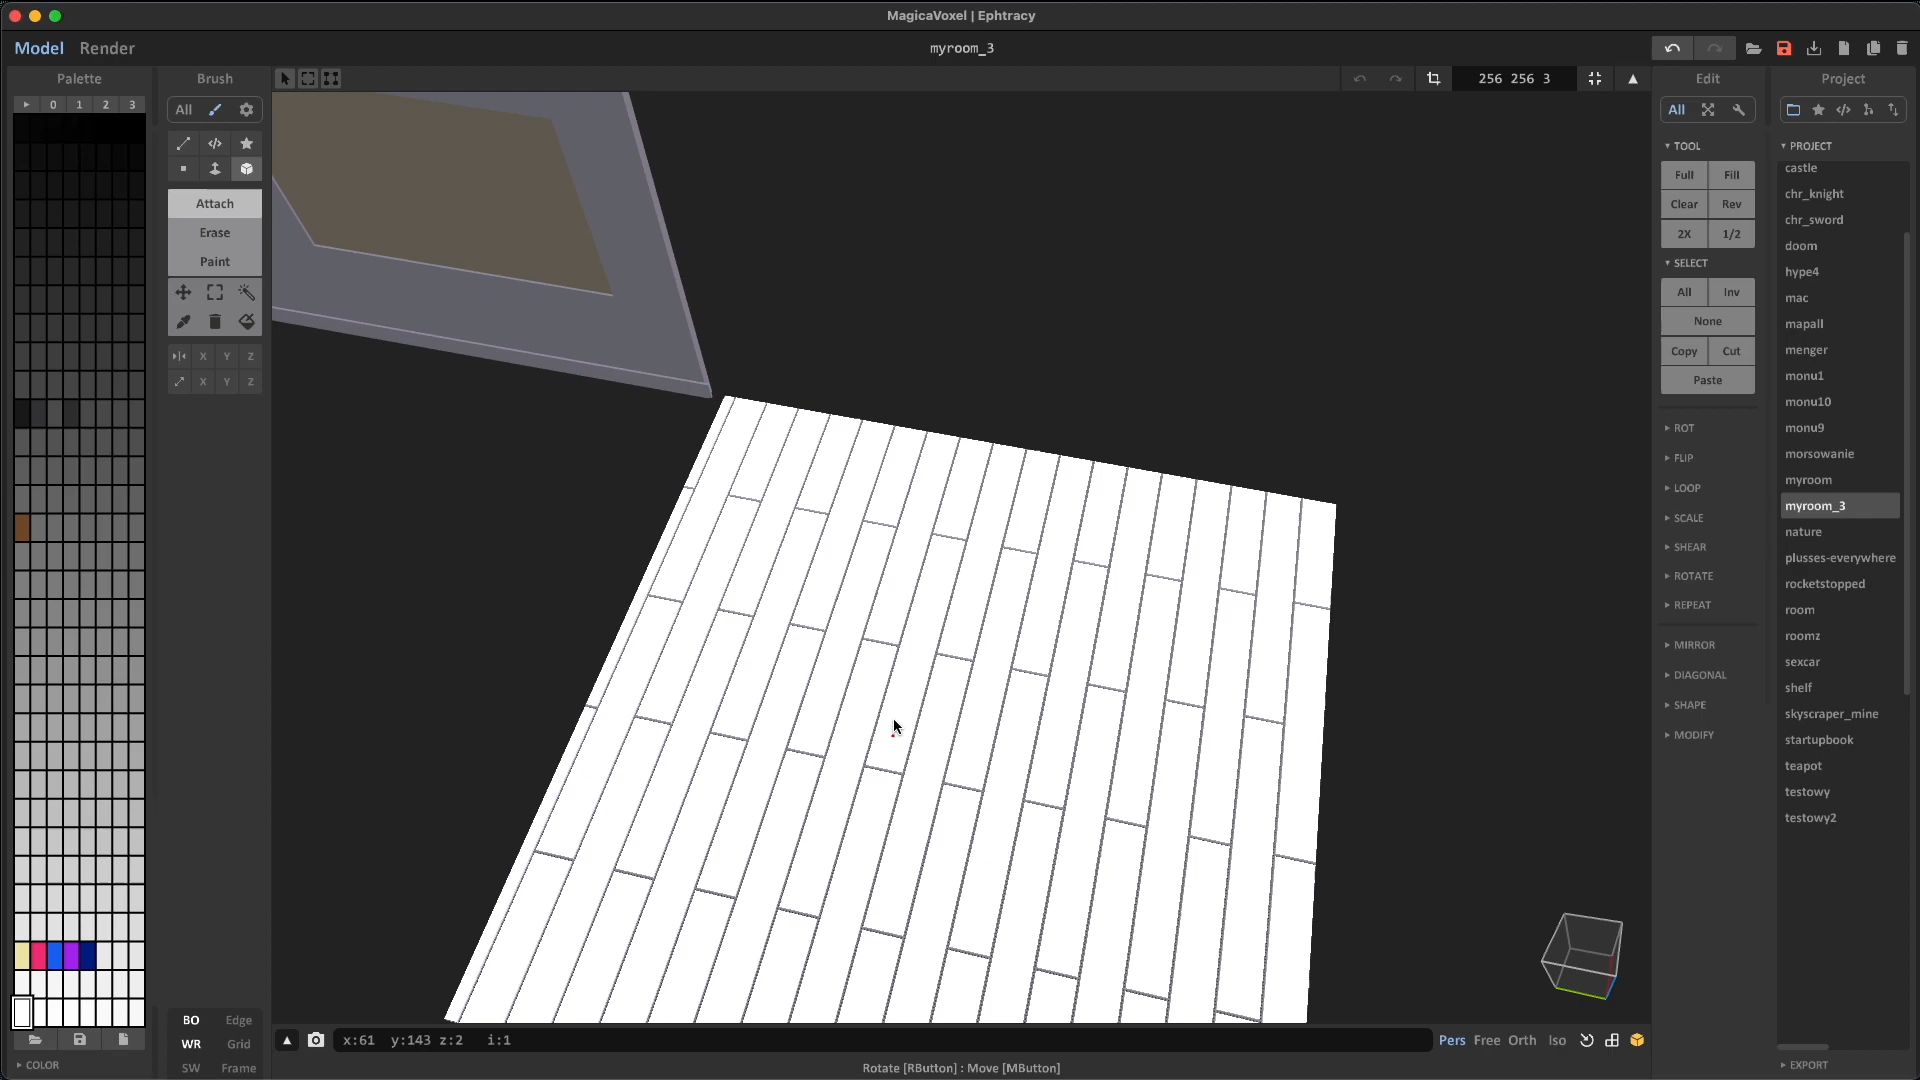 MagicaVoxel | Ephtracy
Model Render
myroom_3
Palette
0 1 2 3
COLOR
Brush
All
Attach
Erase
Paint
X Y Z
X Y Z
BO Edge
WR Grid
SW Frame
256 256 3
x:61 y:143 z:2 i:1
Pers Free Orth Iso
Rotate [RButton] : Move [MButton]
Edit
All
TOOL
Full Fill
Clear Rev
2X 1/2
SELECT
All Inv
None
Copy Cut
Paste
ROT
FLIP
LOOP
SCALE
SHEAR
ROTATE
REPEAT
MIRROR
DIAGONAL
SHAPE
MODIFY
Project
PROJECT
castle
chr_knight
chr_sword
doom
hype4
mac
mapall
menger
monu1
monu10
monu9
morsowanie
myroom
myroom_3
nature
plusses-everywhere
rocketstopped
room
roomz
sexcar
shelf
skyscraper_mine
startupbook
teapot
testowy
testowy2
EXPORT